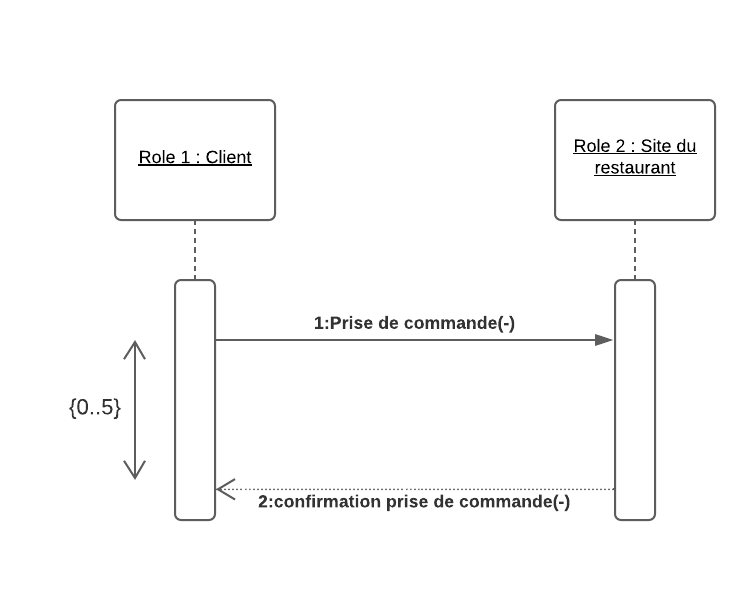 Role 1 : Client
Role 2 : Site du
restaurant
1:Prise de commande(-)
{0..5}
2:confirmation prise de commande(-)